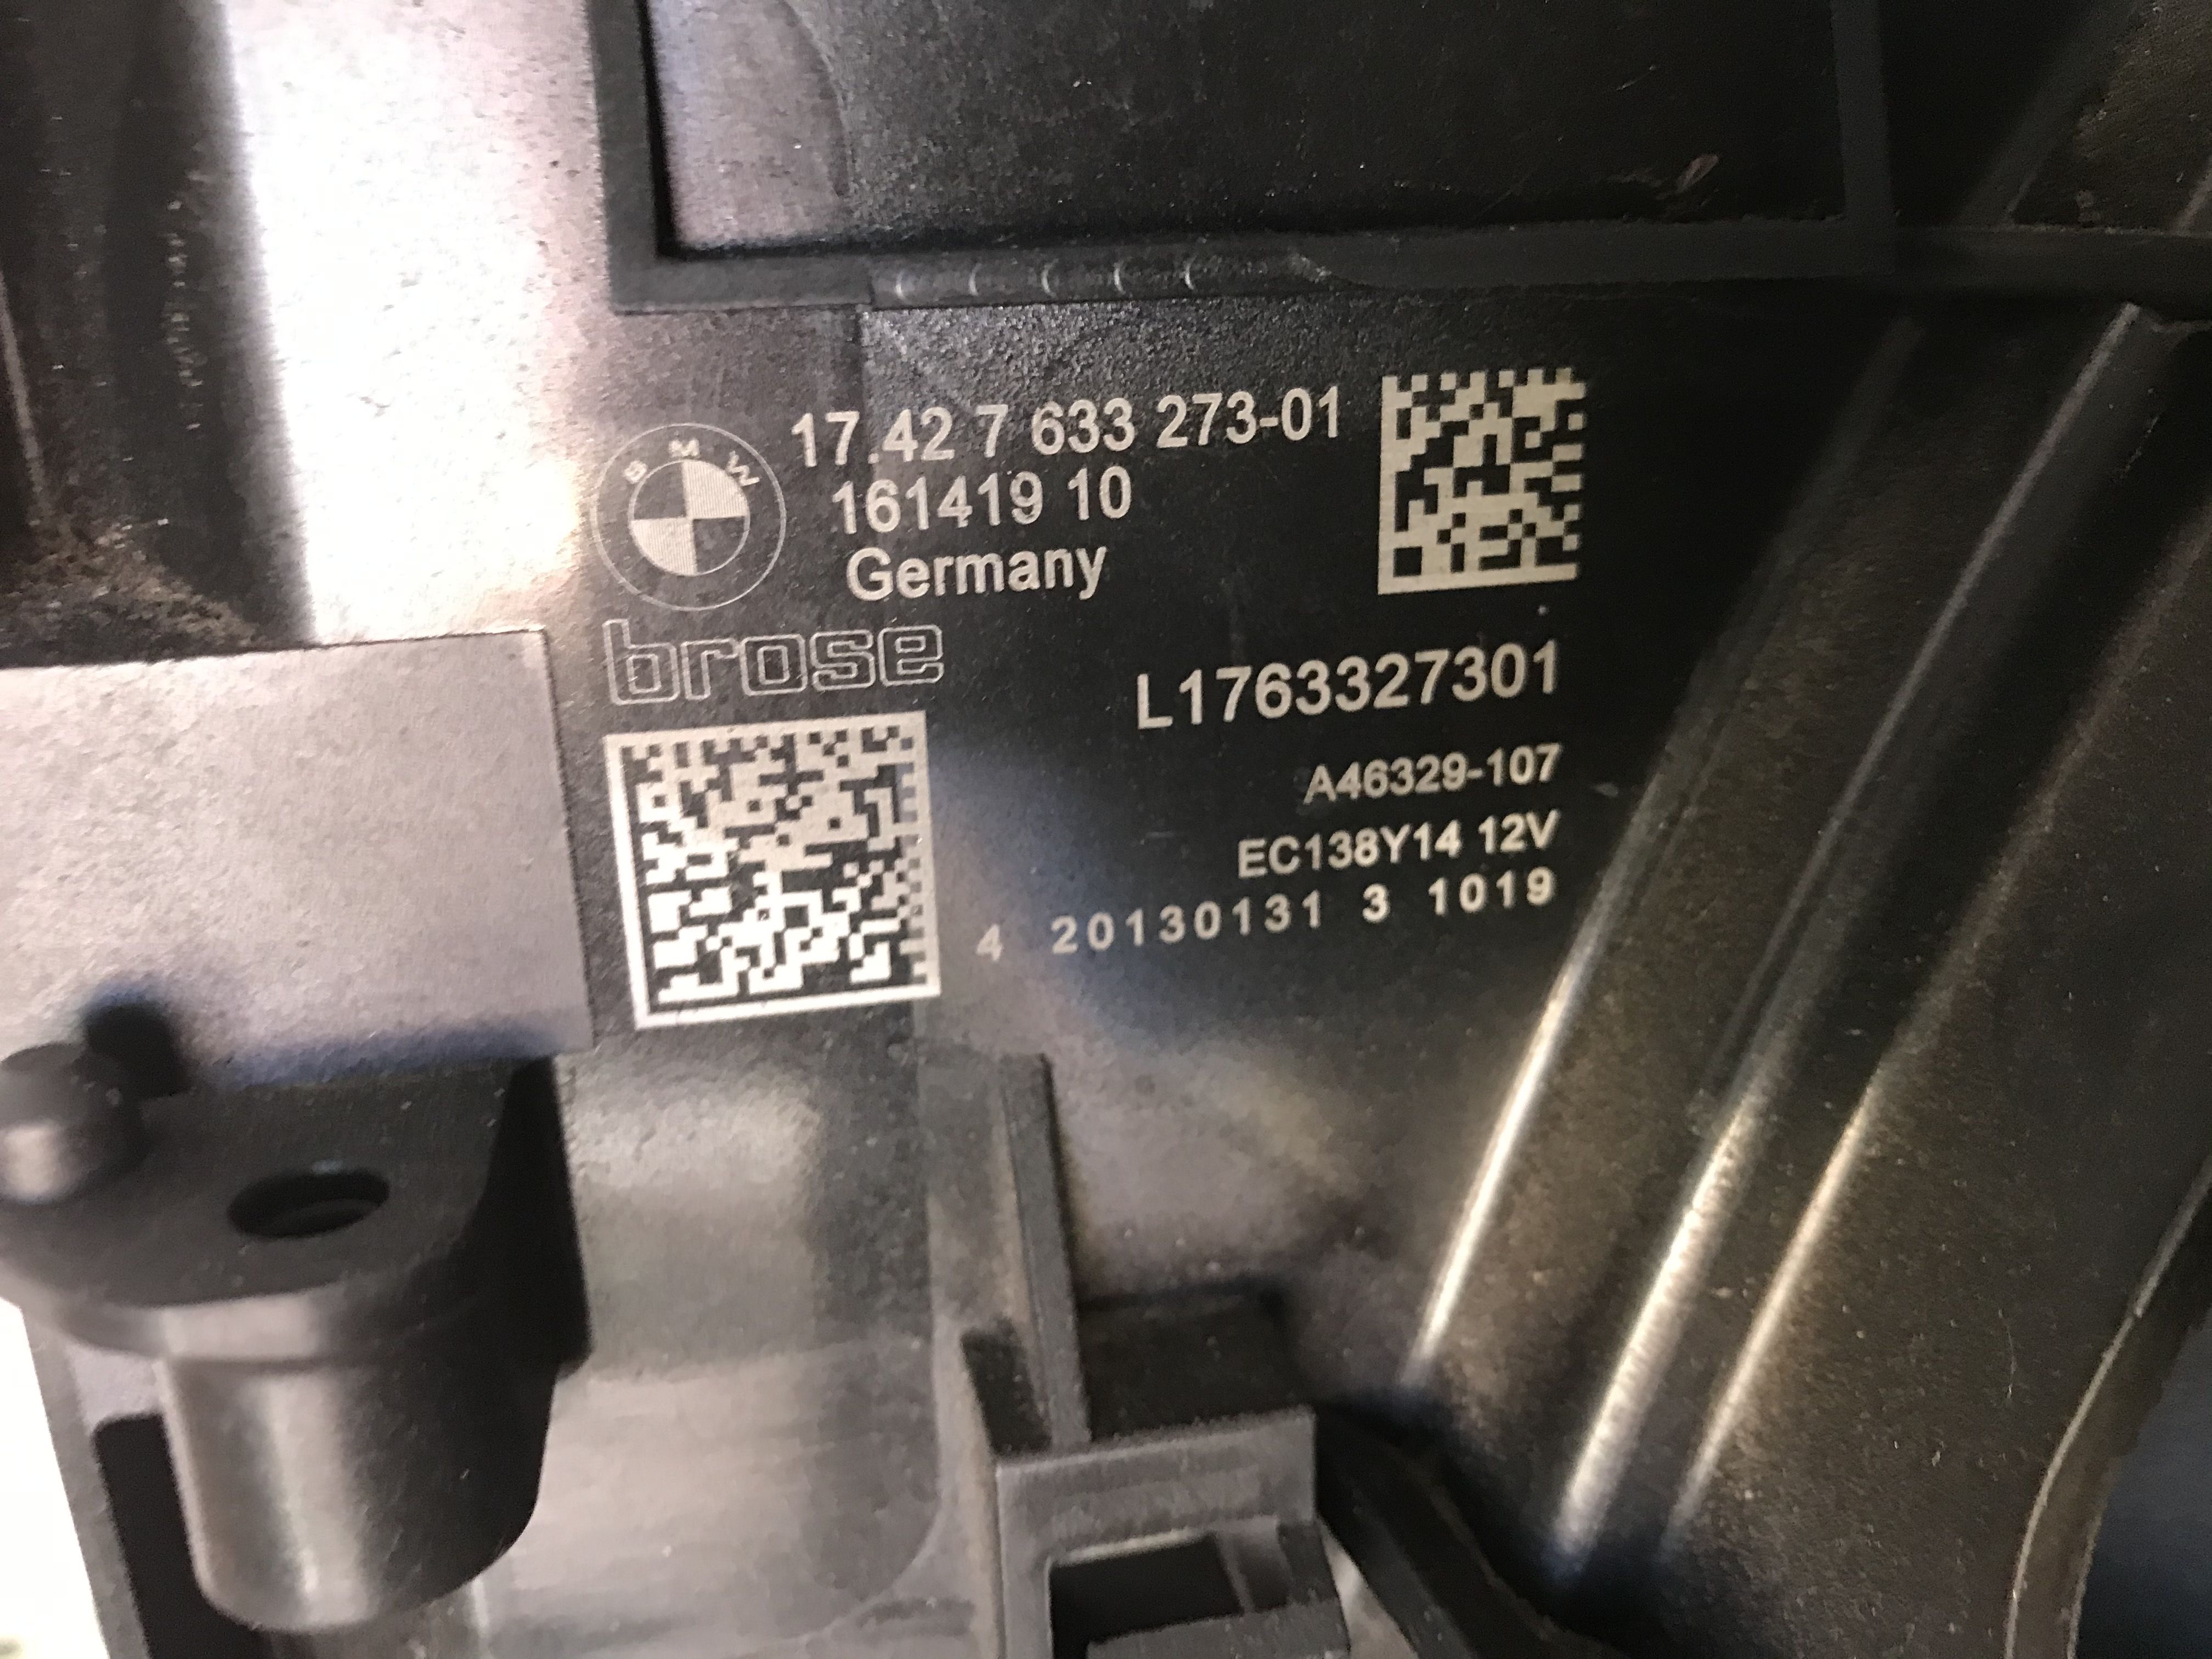 BMW
17.42 7 633 273-01
161419 10
Germany
brose
L1763327301
A46329-107
EC138Y14 12V
4 20130131 3 1019